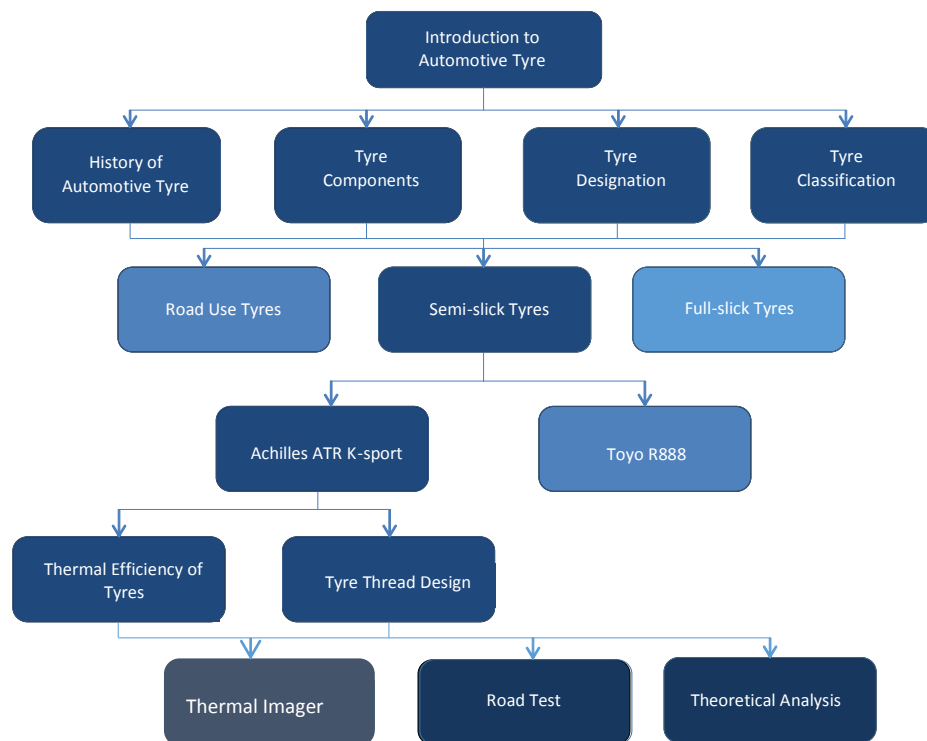 Introduction to
Automotive Tyre
History of
Automotive Tyre
Tyre
Components
Tyre
Designation
Tyre
Classification
Road Use Tyres
Semi-slick Tyres
Full-slick Tyres
Achilles ATR K-sport
Toyo R888
Thermal Efficiency of
Tyres
Tyre Thread Design
Thermal Imager
Road Test
Theoretical Analysis